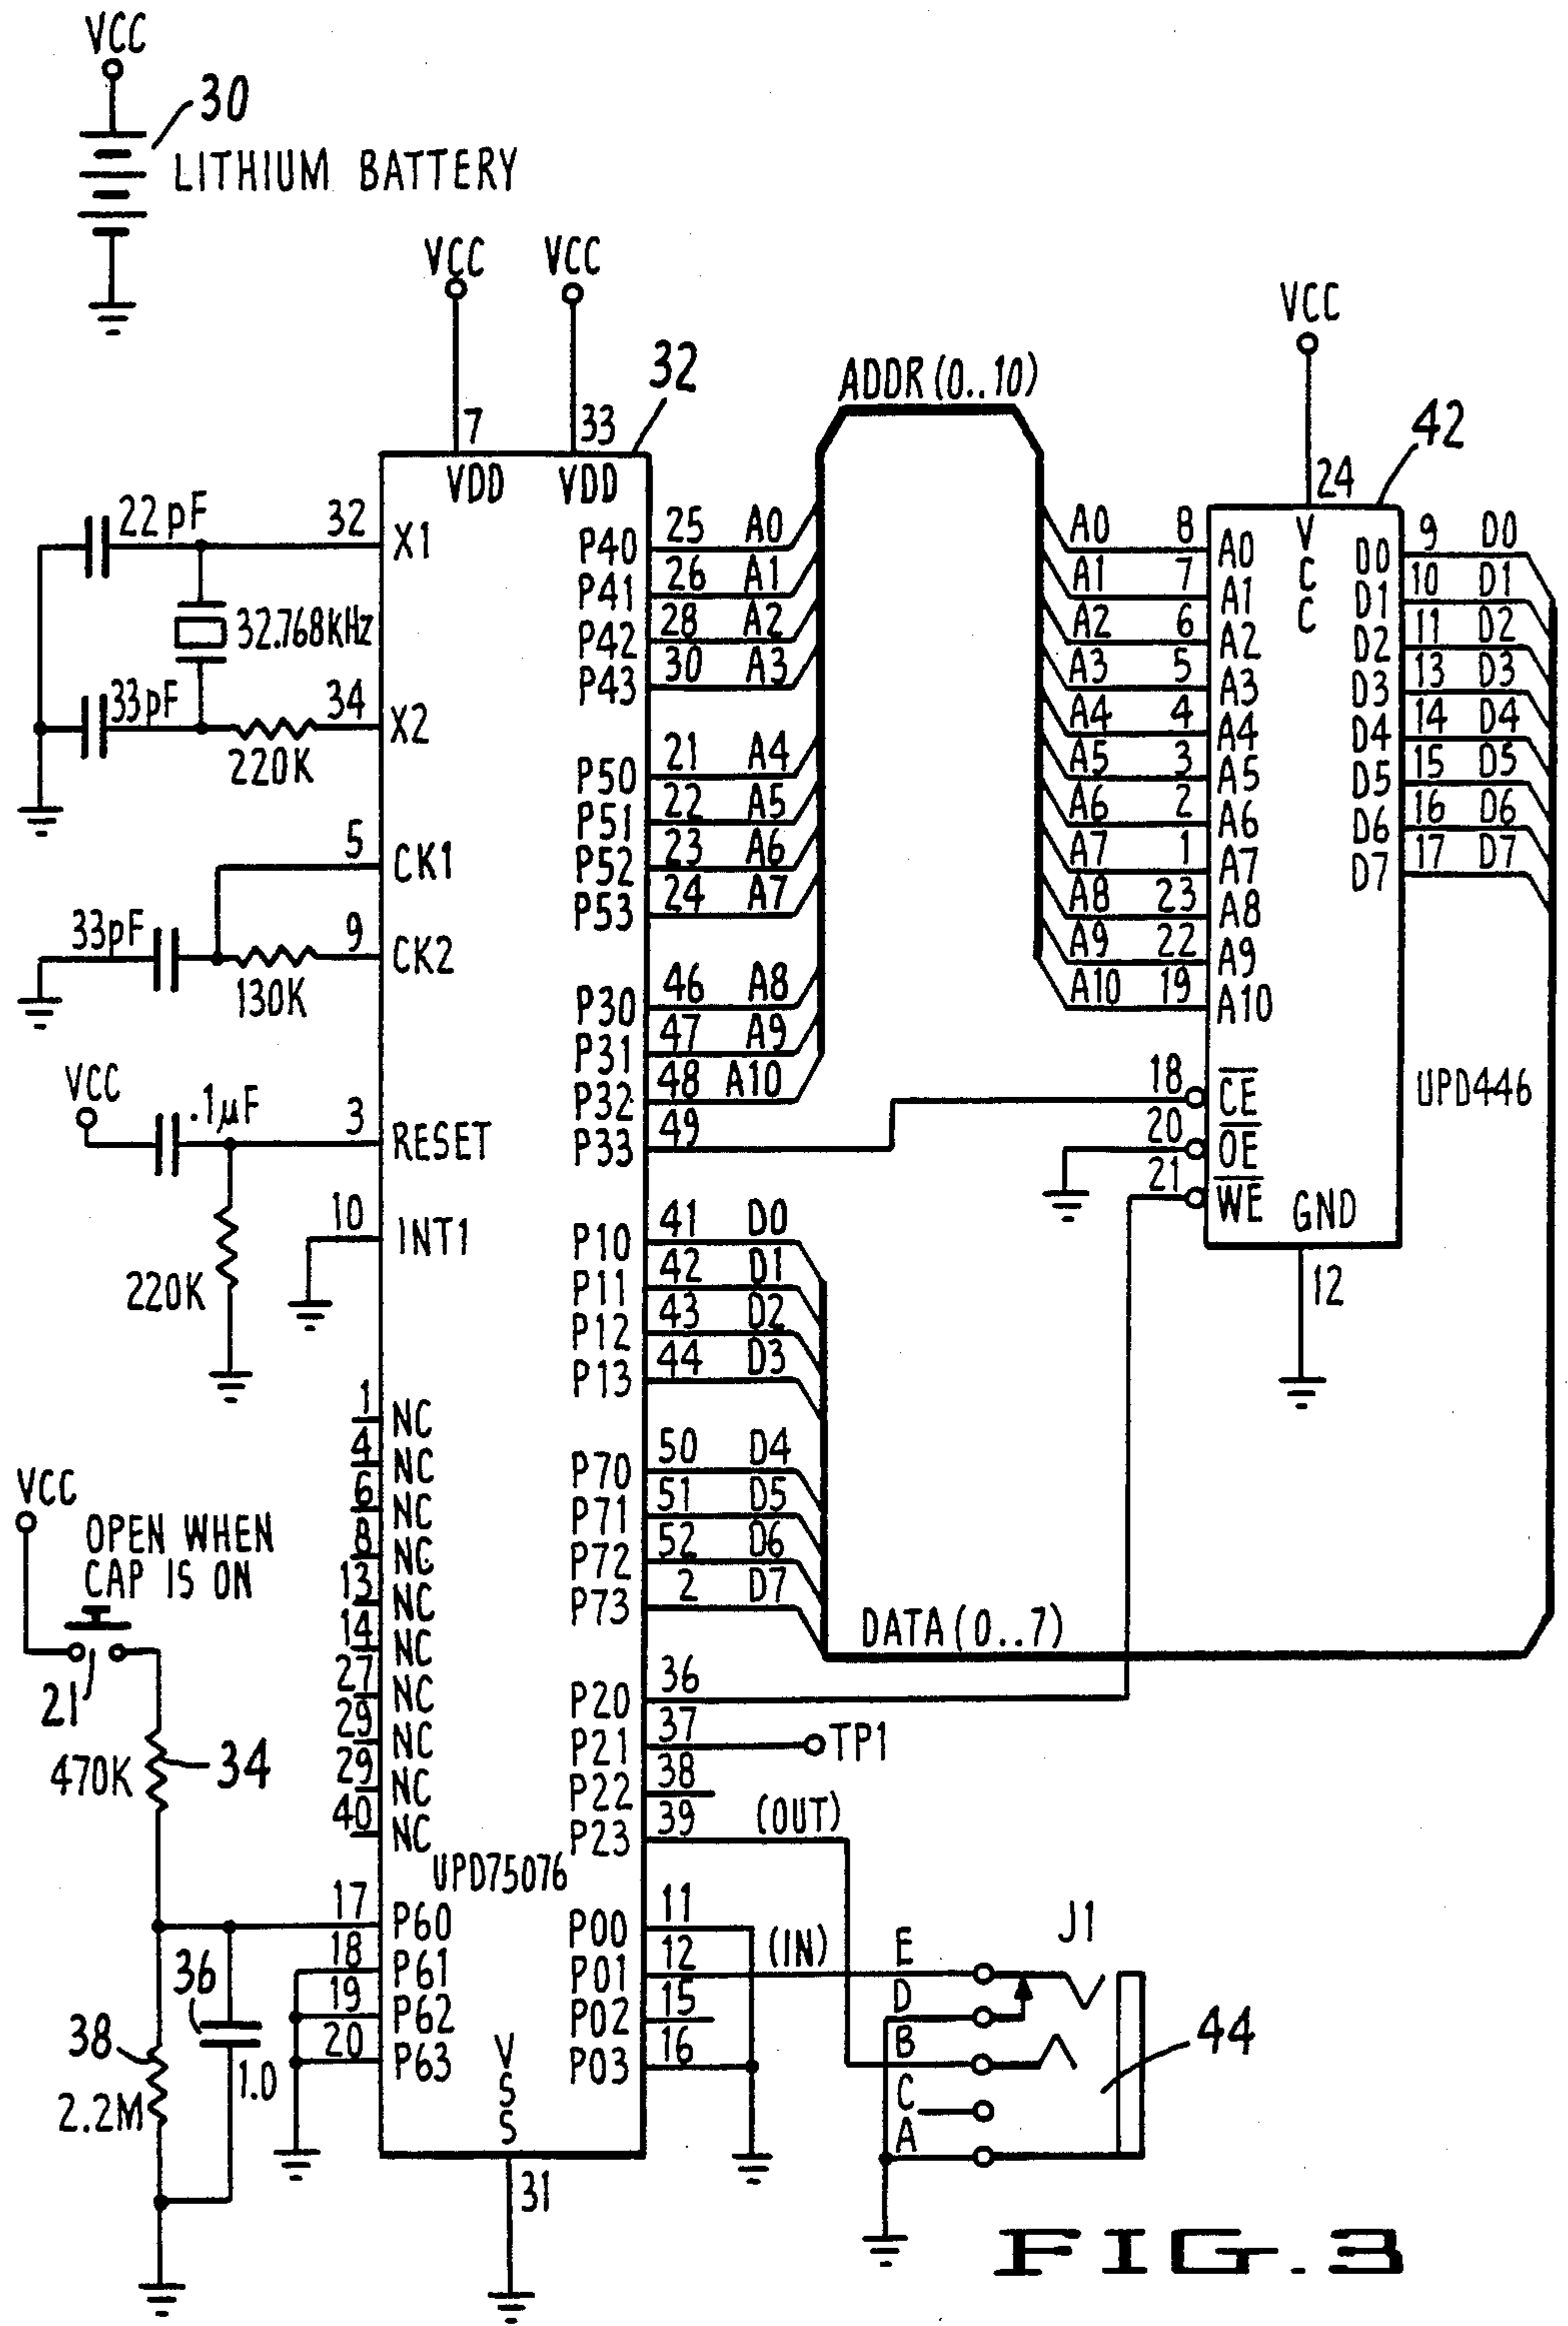 VCC
30
LITHIUM BATTERY
VCC
VCC
VCC
7
33
32
ADDR (0..10)
42
24
VDD
VDD
VCC
22pF
32
X1
32.768KHz
33pF
34
X2
220K
5
CK1
33pF
9
CK2
130K
VCC
.1µF
3
RESET
10
INT1
220K
1 NC
4 NC
6 NC
8 NC
13 NC
14 NC
27 NC
29 NC
29 NC
40 NC
UPD75076
VCC
OPEN WHEN
CAP IS ON
21
470K
34
17 P60
18 P61
19 P62
20 P63
36
38
1.0
2.2M
VSS
31
P40 25 A0
P41 26 A1
P42 28 A2
P43 30 A3
P50 21 A4
P51 22 A5
P52 23 A6
P53 24 A7
P30 46 A8
P31 47 A9
P32 48 A10
P33 49
P10 41 D0
P11 42 D1
P12 43 D2
P13 44 D3
P70 50 D4
P71 51 D5
P72 52 D6
P73 2 D7
DATA (0..7)
P20 36
P21 37 TP1
P22 38
P23 39 (OUT)
P00 11
P01 12 (IN)
P02 15
P03 16
A0 8 A0
A1 7 A1
A2 6 A2
A3 5 A3
A4 4 A4
A5 3 A5
A6 2 A6
A7 1 A7
A8 23 A8
A9 22 A9
A10 19 A10
18 CE
20 OE
21 WE
GND
12
D0 9 D0
D1 10 D1
D2 11 D2
D3 13 D3
D4 14 D4
D5 15 D5
D6 16 D6
D7 17 D7
UPD446
J1
E
D
B
C
A
44
FIG. 3